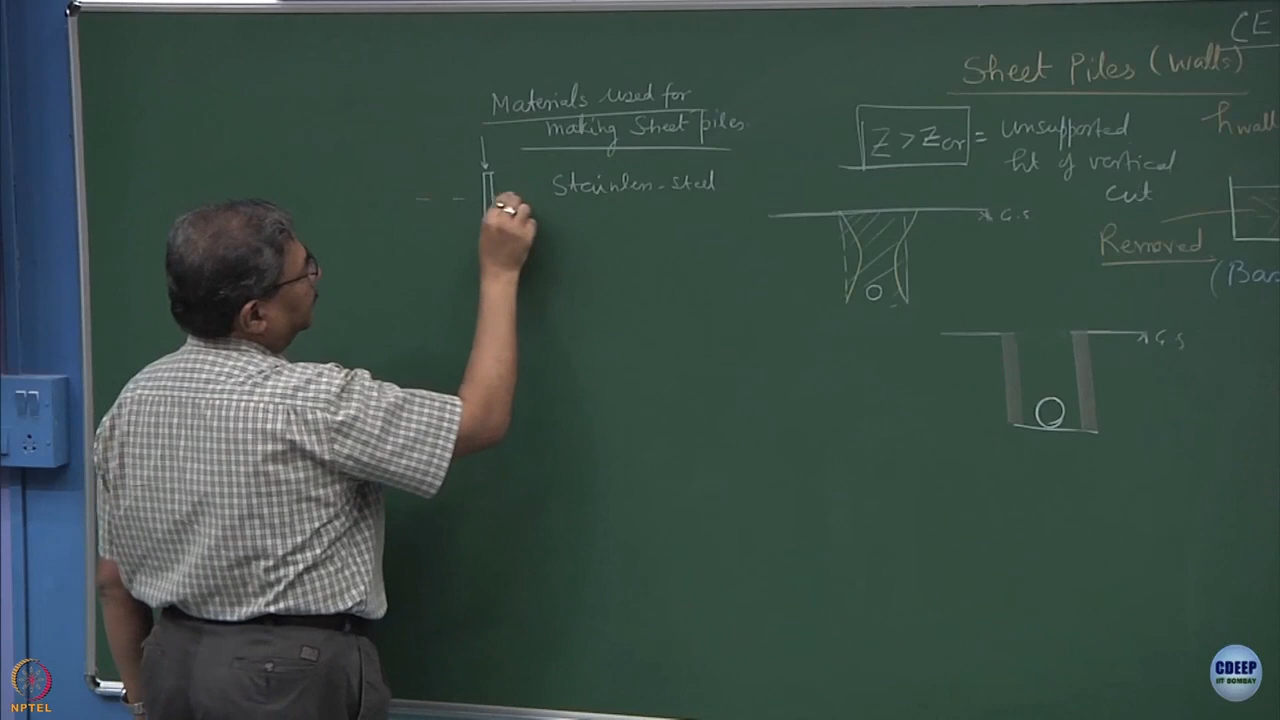 Materials used for
making Sheet piles
Stainless-steel
CE
Sheet Piles (walls)
Z > Zcr = unsupported
ht of vertical
cut
hwall
G.S
Removed
(Bas
G.S
NPTEL
CDEEP
IIT BOMBAY